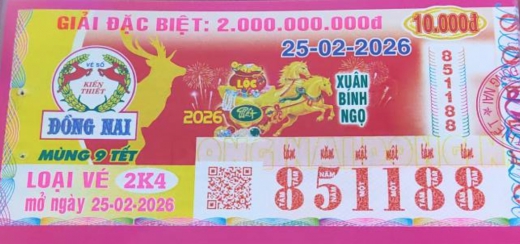 GIẢI ĐẶC BIỆT: 2.000.000.000đ
10.000đ
25-02-2026
VÉ SỐ
KIẾN THIẾT
ĐỒNG NAI
MỪNG 9 TẾT
LOẠI VÉ 2K4
mở ngày 25-02-2026
LỘC
2026
XUÂN
BÍNH
NGỌ
851188
tám năm một một tám tám
851188